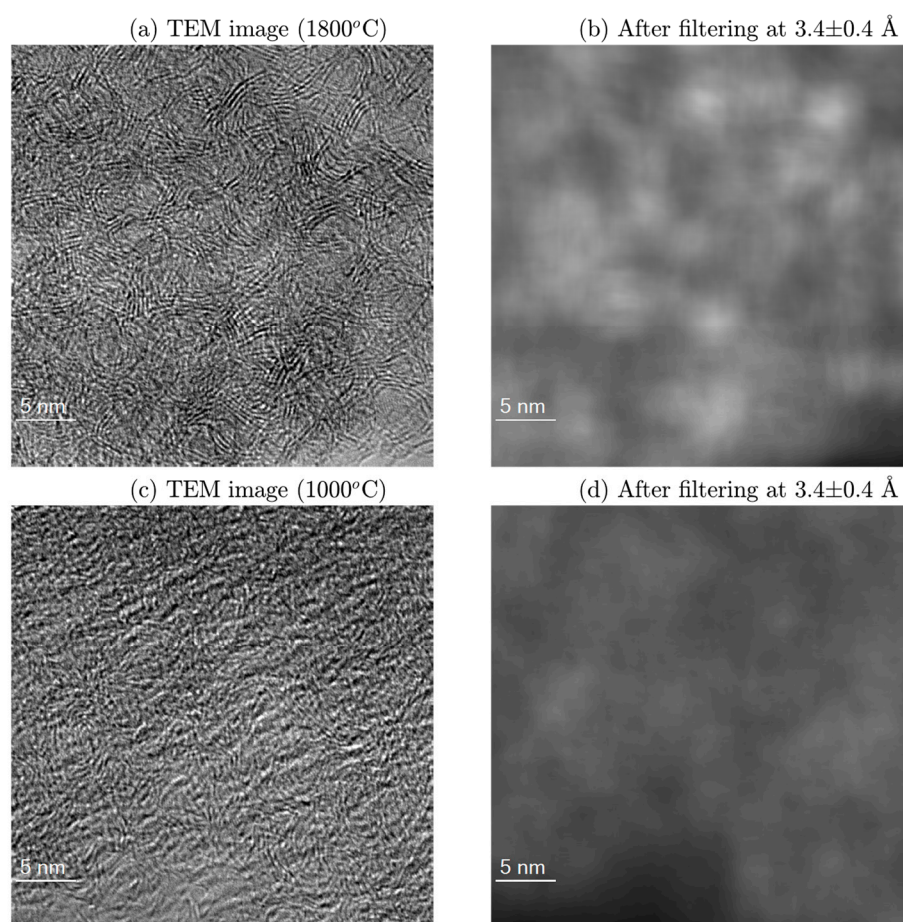 (a) TEM image (1800°C)
(b) After filtering at 3.4±0.4 Å
5 nm
5 nm
(c) TEM image (1000°C)
(d) After filtering at 3.4±0.4 Å
5 nm
5 nm